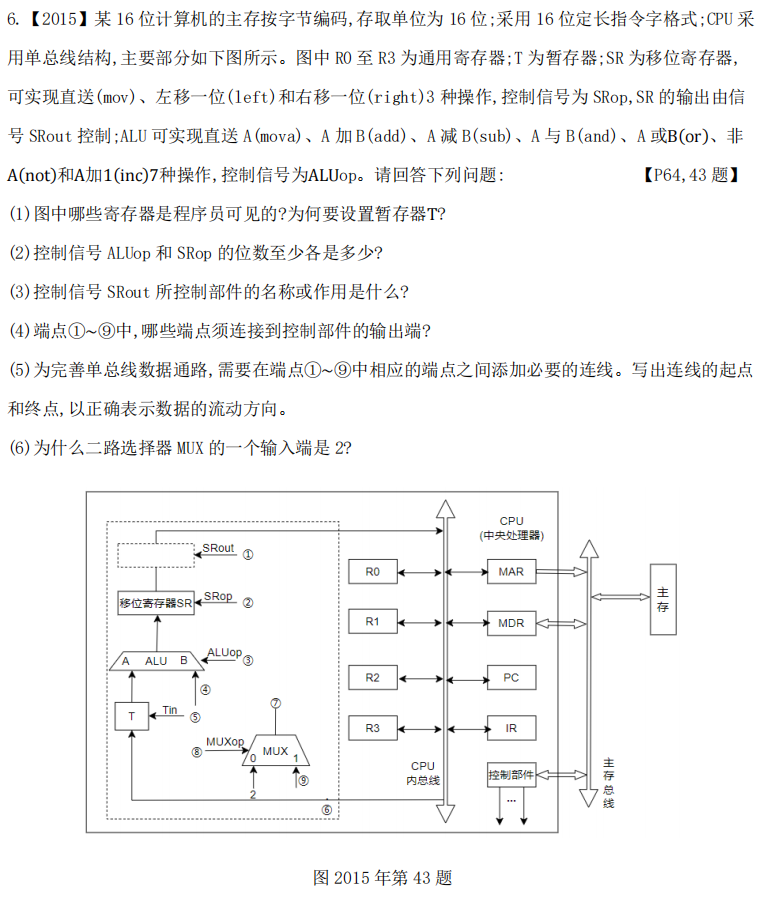 6.【2015】某 16 位计算机的主存按字节编码,存取单位为 16 位;采用 16 位定长指令字格式;CPU 采
用单总线结构,主要部分如下图所示。图中 R0 至 R3 为通用寄存器;T 为暂存器;SR 为移位寄存器,
可实现直送(mov)、左移一位(left)和右移一位(right)3 种操作,控制信号为 SRop,SR 的输出由信
号 SRout 控制;ALU 可实现直送 A(mova)、A 加 B(add)、A 减 B(sub)、A 与 B(and)、A 或B(or)、非
A(not)和A加1(inc)7种操作,控制信号为ALUop。请回答下列问题: 【P64,43 题】
(1)图中哪些寄存器是程序员可见的?为何要设置暂存器T?
(2)控制信号 ALUop 和 SRop 的位数至少各是多少?
(3)控制信号 SRout 所控制部件的名称或作用是什么?
(4)端点①~⑨中,哪些端点须连接到控制部件的输出端?
(5)为完善单总线数据通路,需要在端点①~⑨中相应的端点之间添加必要的连线。写出连线的起点
和终点,以正确表示数据的流动方向。
(6)为什么二路选择器 MUX 的一个输入端是 2?
CPU
(中央处理器)
SRout ①
R0
MAR
主存
移位寄存器SR
SRop ②
R1
MDR
A ALU B
ALUop ③
④
R2
PC
T
Tin ⑤
⑦
R3
IR
MUXop ⑧
MUX
0 1
⑨
2
⑥
CPU
内总线
控制部件
...
主存总线
图 2015 年第 43 题